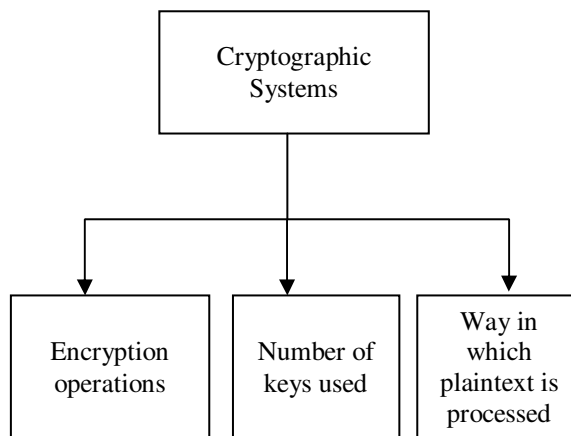 Cryptographic
Systems
Encryption
operations
Number of
keys used
Way in
which
plaintext is
processed